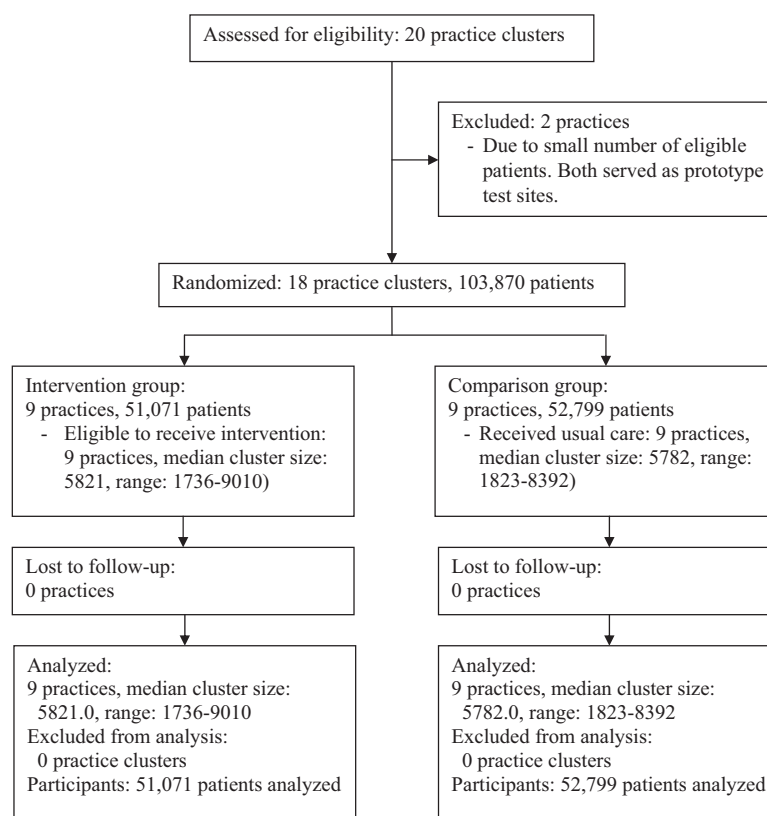 Assessed for eligibility: 20 practice clusters
Excluded: 2 practices
- Due to small number of eligible
patients. Both served as prototype
test sites.
Randomized: 18 practice clusters, 103,870 patients
Intervention group:
9 practices, 51,071 patients
- Eligible to receive intervention:
9 practices, median cluster size:
5821, range: 1736-9010)
Comparison group:
9 practices, 52,799 patients
- Received usual care: 9 practices,
median cluster size: 5782, range:
1823-8392)
Lost to follow-up:
0 practices
Lost to follow-up:
0 practices
Analyzed:
9 practices, median cluster size:
5821.0, range: 1736-9010
Excluded from analysis:
0 practice clusters
Participants: 51,071 patients analyzed
Analyzed:
9 practices, median cluster size:
5782.0, range: 1823-8392
Excluded from analysis:
0 practice clusters
Participants: 52,799 patients analyzed